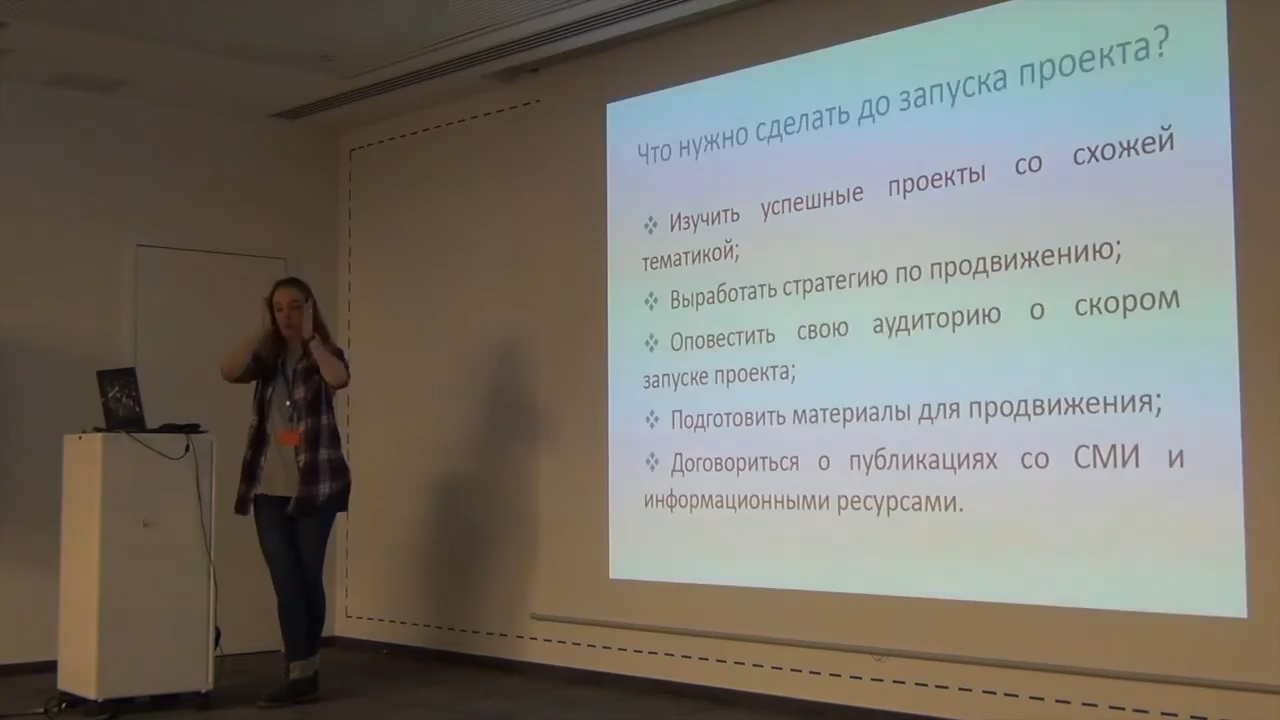 Что нужно сделать до запуска проекта?
❖ Изучить успешные проекты со схожей
тематикой;
❖ Выработать стратегию по продвижению;
❖ Оповестить свою аудиторию о скором
запуске проекта;
❖ Подготовить материалы для продвижения;
❖ Договориться о публикациях со СМИ и
информационными ресурсами.